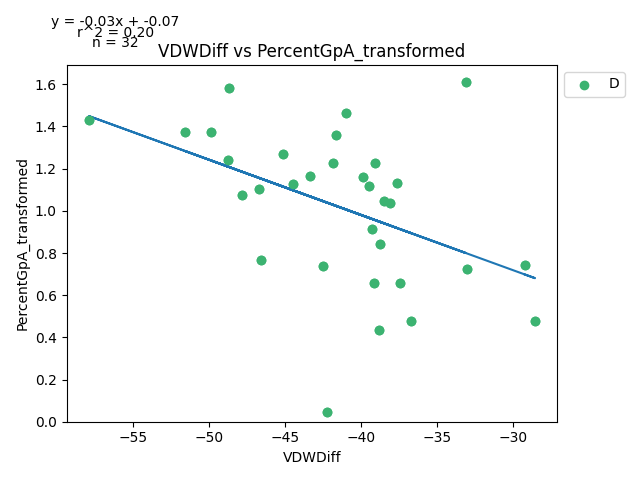 y = -0.03x + -0.07
r^2 = 0.20
n = 32
VDWDiff vs PercentGpA_transformed
D
PercentGpA_transformed
1.6
1.4
1.2
1.0
0.8
0.6
0.4
0.2
0.0
−55 −50 −45 −40 −35 −30
VDWDiff